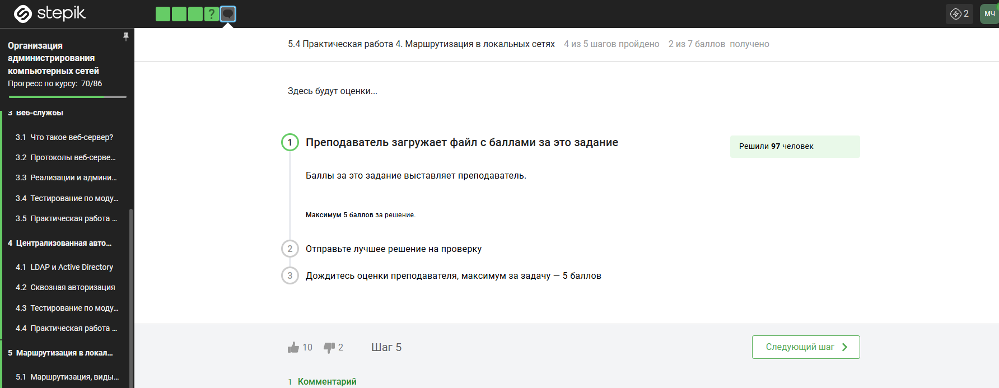 stepik
?
2
МЧ
Организация
администрирования
компьютерных сетей
Прогресс по курсу: 70/86
3 Веб-службы
3.1 Что такое веб-сервер?
3.2 Протоколы веб-серве...
3.3 Реализации и админи...
3.4 Тестирование по моду...
3.5 Практическая работа ...
4 Централизованная авто...
4.1 LDAP и Active Directory
4.2 Сквозная авторизация
4.3 Тестирование по моду...
4.4 Практическая работа ...
5 Маршрутизация в локал...
5.1 Маршрутизация, виды...
5.4 Практическая работа 4. Маршрутизация в локальных сетях 4 из 5 шагов пройдено 2 из 7 баллов получено
Здесь будут оценки...
1 Преподаватель загружает файл с баллами за это задание
Решили 97 человек
Баллы за это задание выставляет преподаватель.
Максимум 5 баллов за решение.
2 Отправьте лучшее решение на проверку
3 Дождитесь оценки преподавателя, максимум за задачу — 5 баллов
10 2 Шаг 5
Следующий шаг
1 Комментарий